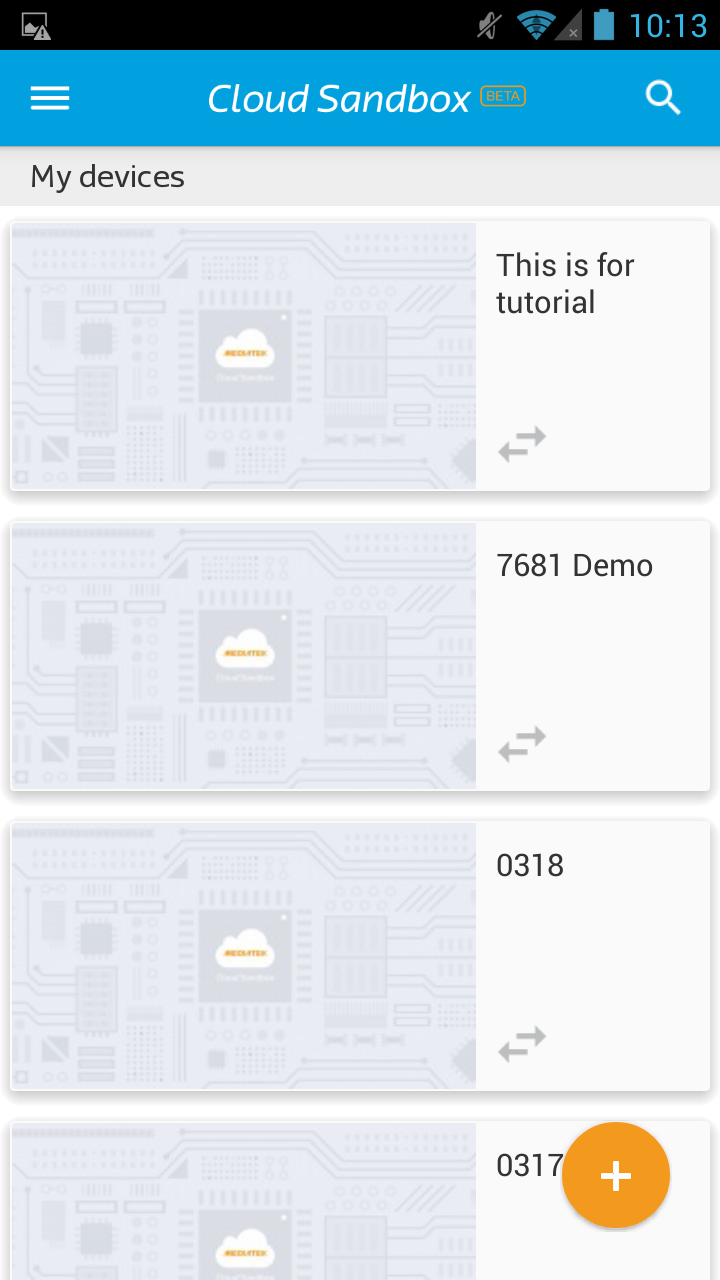 10:13
Cloud Sandbox BETA
My devices
This is for
tutorial
MEDIATEK
Cloud Sandbox
7681 Demo
MEDIATEK
Cloud Sandbox
0318
MEDIATEK
Cloud Sandbox
0317
MEDIATEK